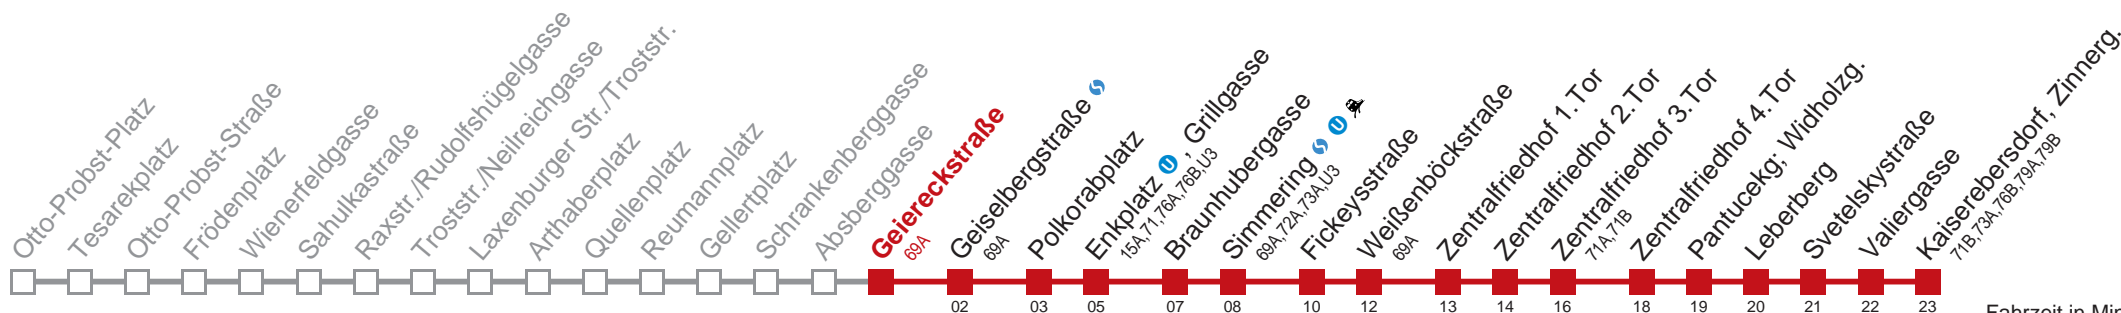 Otto-Probst-Platz
Tesarekplatz
Otto-Probst-Straße
Frödenplatz
Wienerfeldgasse
Sahulkastraße
Raxstr./Rudolfshügelgasse
Troststr./Neilreichgasse
Laxenburger Str./Troststr.
Arthaberplatz
Quellenplatz
Reumannplatz
Gellertplatz
Schrankenberggasse
Absberggasse
Geiereckstraße
69A
Geiselbergstraße S
69A
Polkorabplatz
Enkplatz U , Grillgasse
15A,71,76A,76B,U3
Braunhubergasse
Simmering S U
69A,72A,73A,U3
Fickeysstraße
Weißenböckstraße
69A
Zentralfriedhof 1.Tor
Zentralfriedhof 2.Tor
Zentralfriedhof 3.Tor
71A,71B
Zentralfriedhof 4.Tor
Pantucekg; Widholzg.
Leberberg
Svetelskystraße
Valiergasse
Kaiserebersdorf, Zinnerg.
71B,73A,76B,79A,79B
02 03 05 07 08 10 12 13 14 16 18 19 20 21 22 23
Fahrzeit in